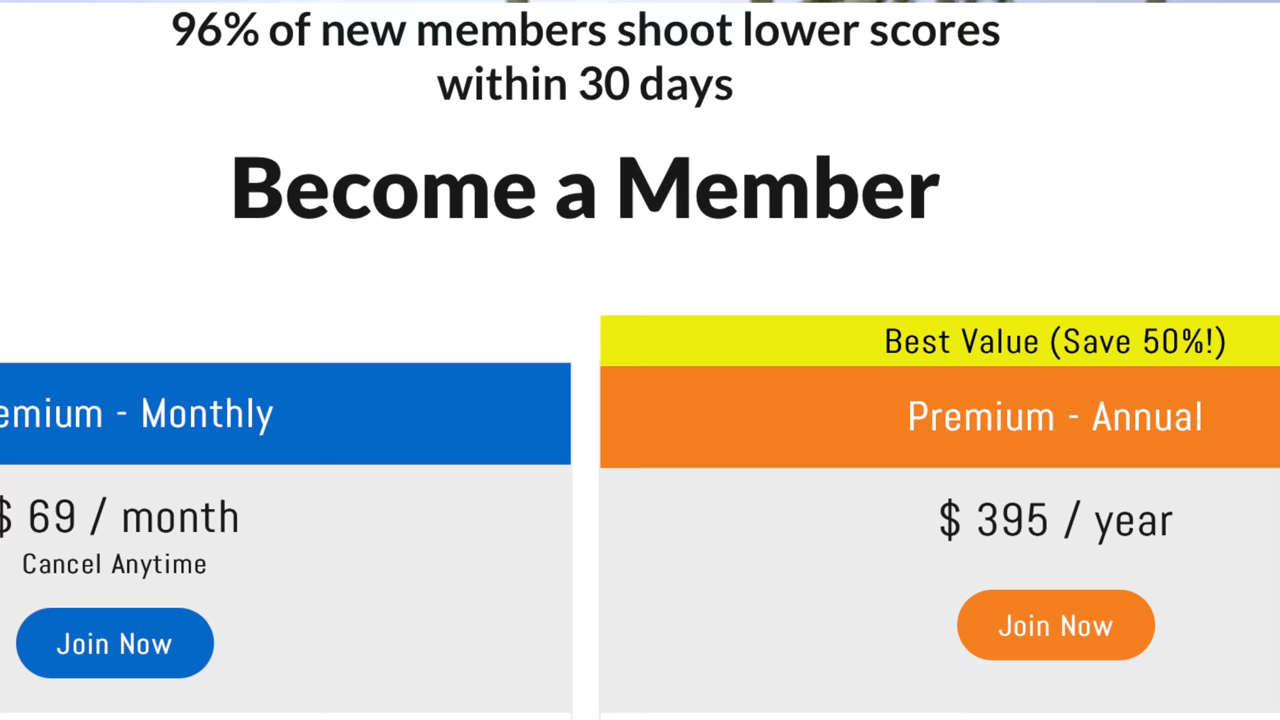 96% of new members shoot lower scores
within 30 days
Become a Member
Best Value (Save 50%!)
emium - Monthly
Premium - Annual
$ 69 / month
Cancel Anytime
$ 395 / year
Join Now
Join Now